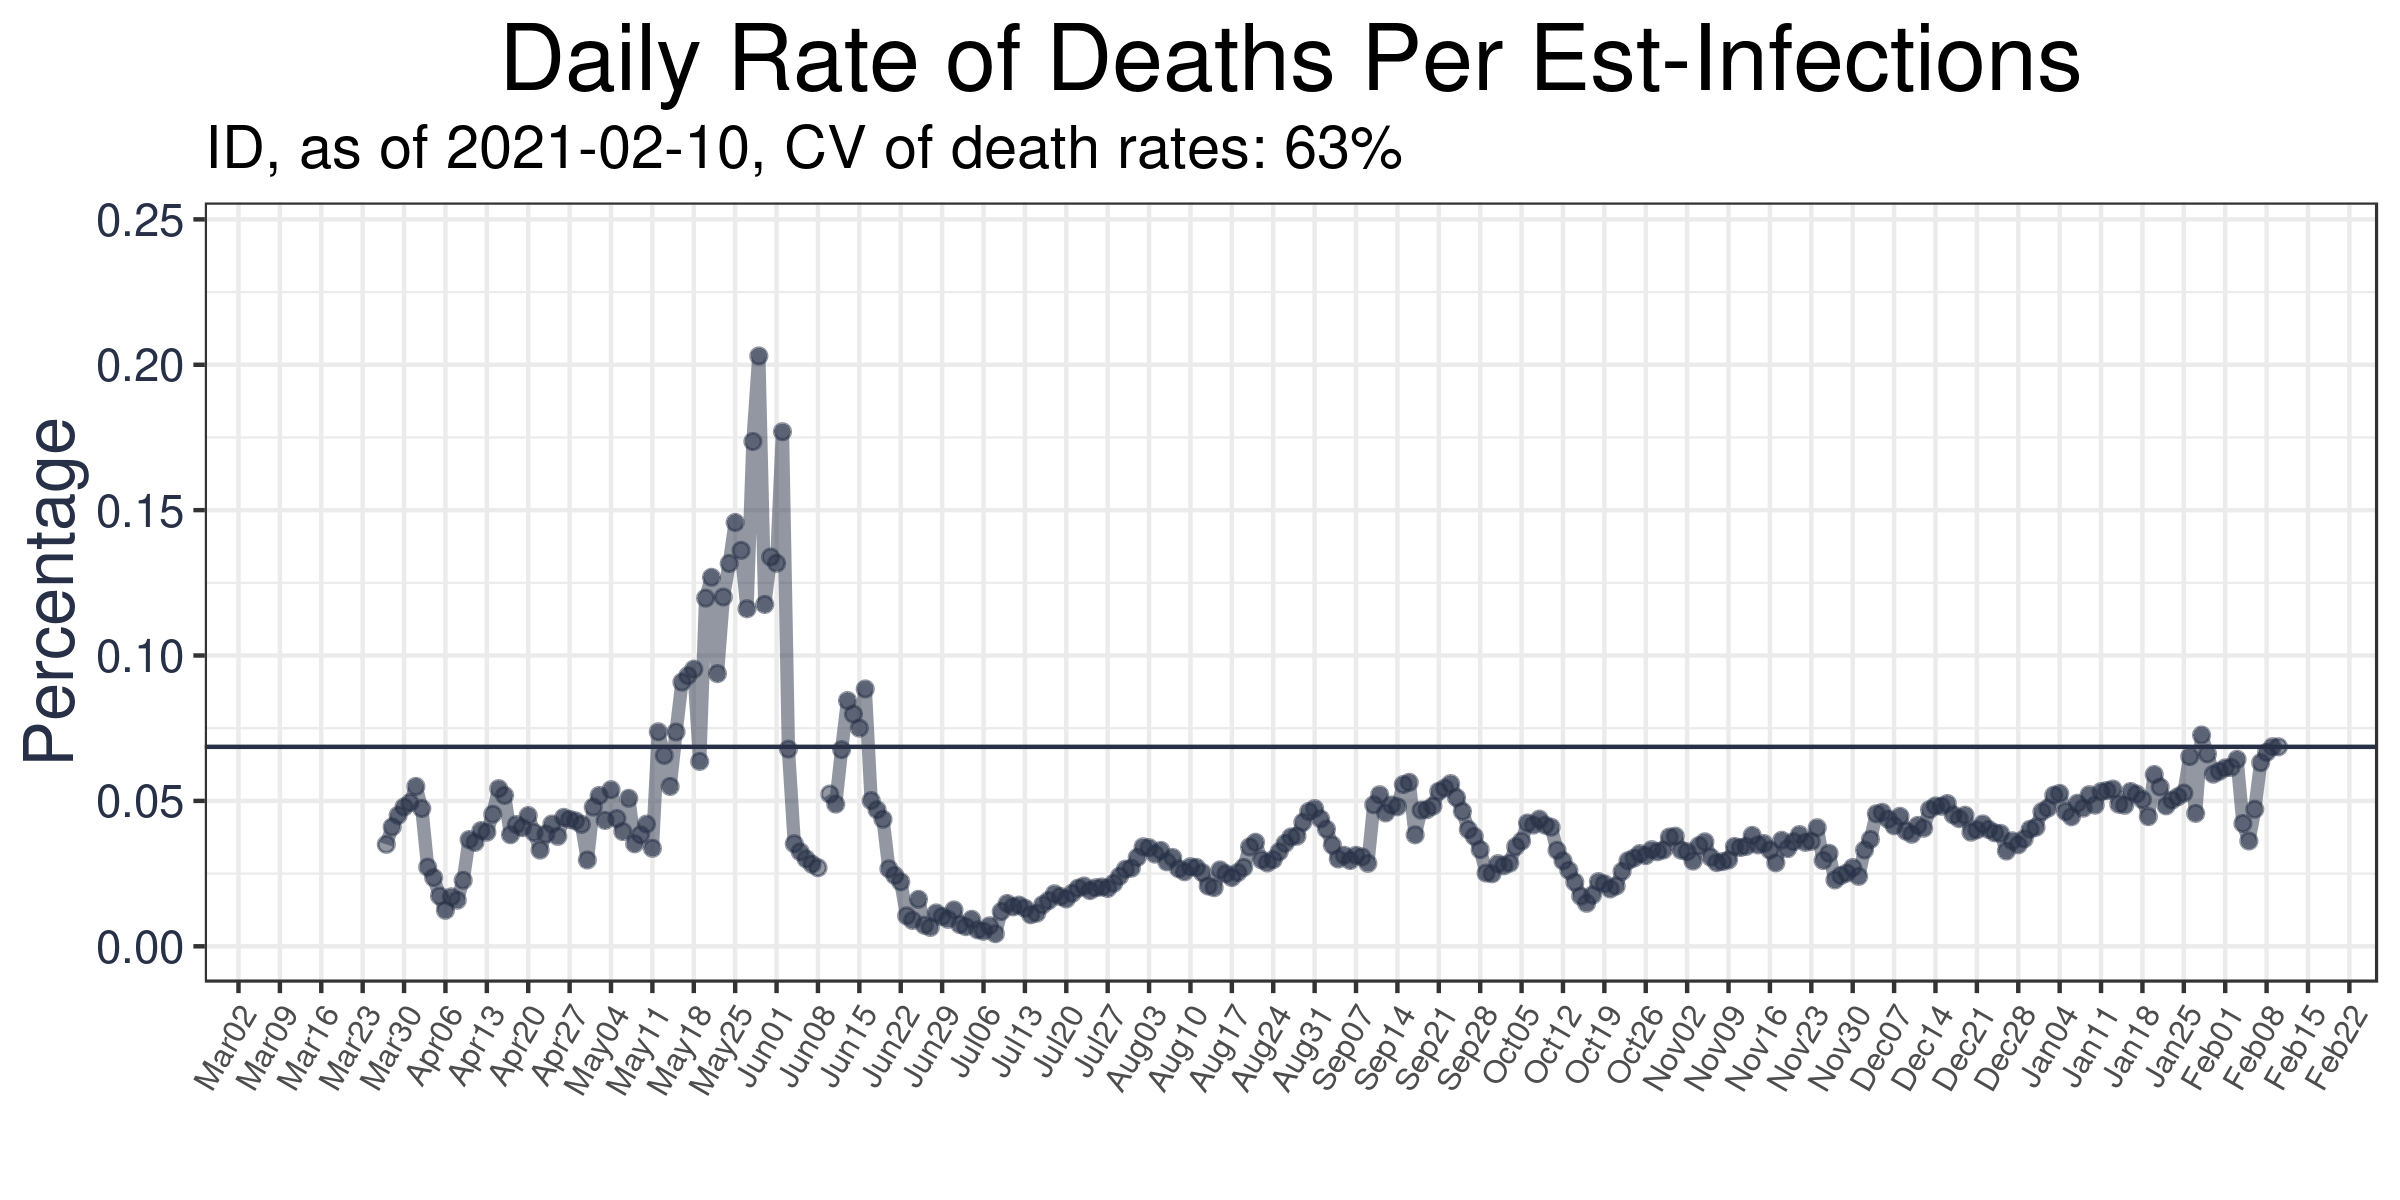 Daily Rate of Deaths Per Est-Infections
ID, as of 2021-02-10, CV of death rates: 63%
Percentage
0.25
0.20
0.15
0.10
0.05
0.00
Mar02
Mar09
Mar16
Mar23
Mar30
Apr06
Apr13
Apr20
Apr27
May04
May11
May18
May25
Jun01
Jun08
Jun15
Jun22
Jun29
Jul06
Jul13
Jul20
Jul27
Aug03
Aug10
Aug17
Aug24
Aug31
Sep07
Sep14
Sep21
Sep28
Oct05
Oct12
Oct19
Oct26
Nov02
Nov09
Nov16
Nov23
Nov30
Dec07
Dec14
Dec21
Dec28
Jan04
Jan11
Jan18
Jan25
Feb01
Feb08
Feb15
Feb22